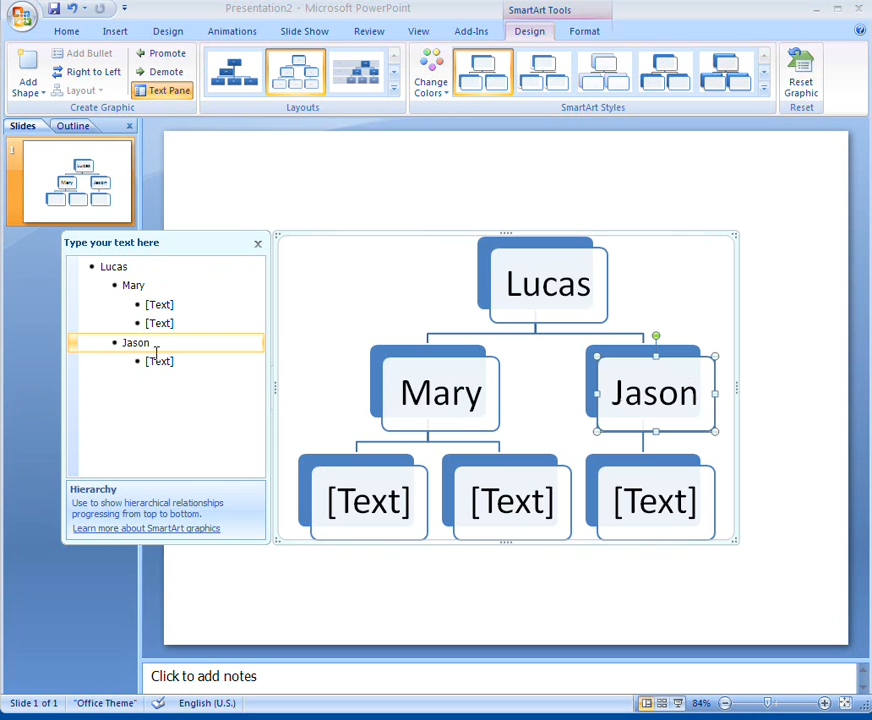 Presentation2 - Microsoft PowerPoint
SmartArt Tools
Home Insert Design Animations Slide Show Review View Add-Ins Design Format
Add Shape
Add Bullet
Right to Left
Layout
Promote
Demote
Text Pane
Create Graphic
Layouts
Change Colors
SmartArt Styles
Reset Graphic
Reset
Slides Outline
1
Lucas
Mary Jason
Type your text here
Lucas
Mary
[Text]
[Text]
Jason
[Text]
Hierarchy
Use to show hierarchical relationships
progressing from top to bottom.
Learn more about SmartArt graphics
Lucas
Mary Jason
[Text] [Text] [Text]
Click to add notes
Slide 1 of 1 "Office Theme" English (U.S.) 84%